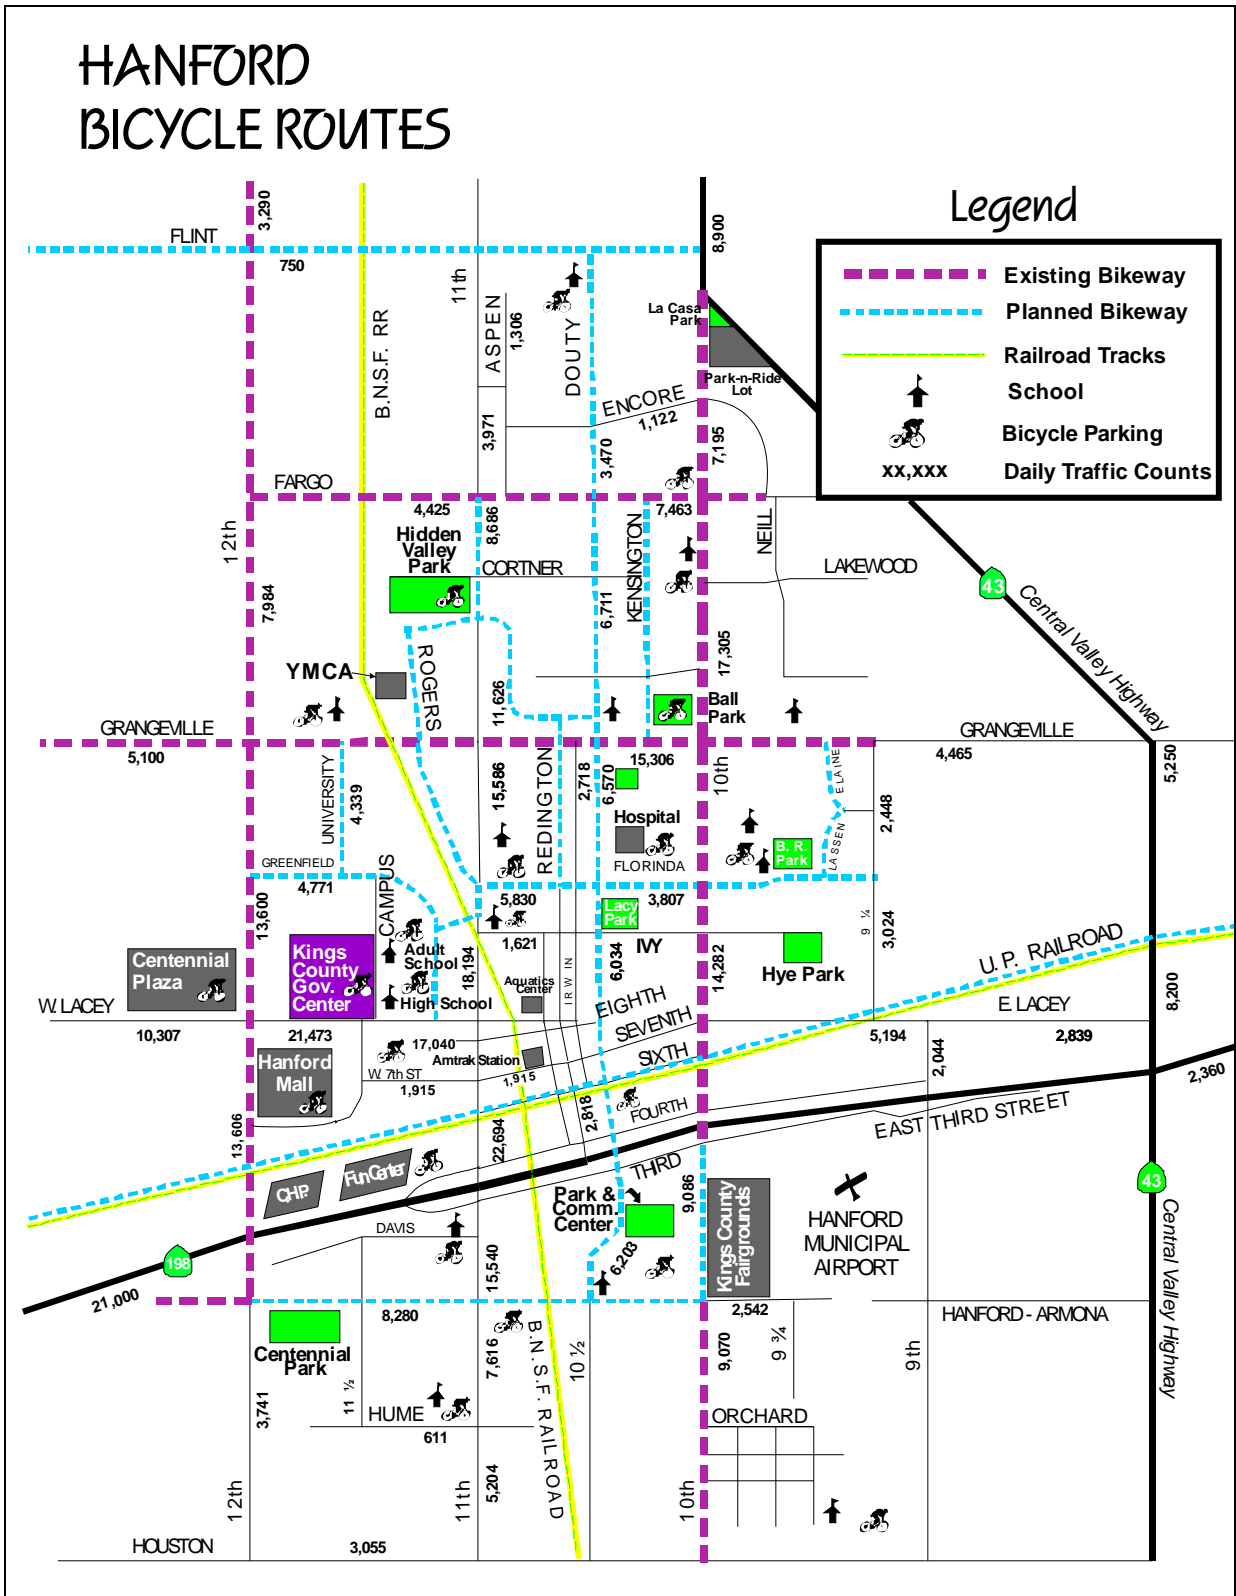 HANFORD
BICYCLE ROUTES
Legend
Existing Bikeway
Planned Bikeway
Railroad Tracks
School
Bicycle Parking
xx,xxx
Daily Traffic Counts
3,290
FLINT
750
8,900
11th
B.N.S.F. RR
ASPEN
1,306
DOUTY
La Casa
Park
Park-n-Ride
Lot
ENCORE
1,122
3,971
3,470
7,195
FARGO
4,425
7,463
8,686
12th
Hidden
Valley
Park
CORTNER
KENSINGTON
NEILL
LAKEWOOD
43
Central Valley Highway
7,984
6,711
17,305
YMCA
ROGERS
11,626
Ball
Park
GRANGEVILLE
5,100
GRANGEVILLE
4,465
5,250
15,306
UNIVERSITY
4,339
15,586
REDINGTON
2,718
6,570
10th
ELAINE
LASSEN
2,448
Hospital
FLORINDA
B. R.
Park
GREENFIELD
4,771
CAMPUS
13,600
5,830
3,807
Lacy
Park
9 ¼
3,024
1,621
IVY
Centennial
Plaza
Kings
County
Gov.
Center
Adult
School
High School
18,194
Aquatics
Center
IRWIN
6,034
14,282
Hye Park
U.P. RAILROAD
8,200
W. LACEY
10,307
21,473
EIGHTH
SEVENTH
SIXTH
E. LACEY
5,194
2,839
2,044
Hanford
Mall
17,040
Amtrak Station
W. 7th ST
1,915
1,915
2,360
13,606
22,694
2,818
FOURTH
EAST THIRD STREET
C.H.P.
Fun Center
THIRD
Park &
Comm.
Center
9,086
Kings County
Fairgrounds
HANFORD
MUNICIPAL
AIRPORT
43
DAVIS
198
15,540
6,203
21,000
8,280
2,542
HANFORD - ARMONA
Central Valley Highway
Centennial
Park
7,616
B.N.S.F. RAILROAD
10 ½
9,070
9 ¾
9th
3,741
11 ½
HUME
611
ORCHARD
12th
11th
5,204
10th
HOUSTON
3,055